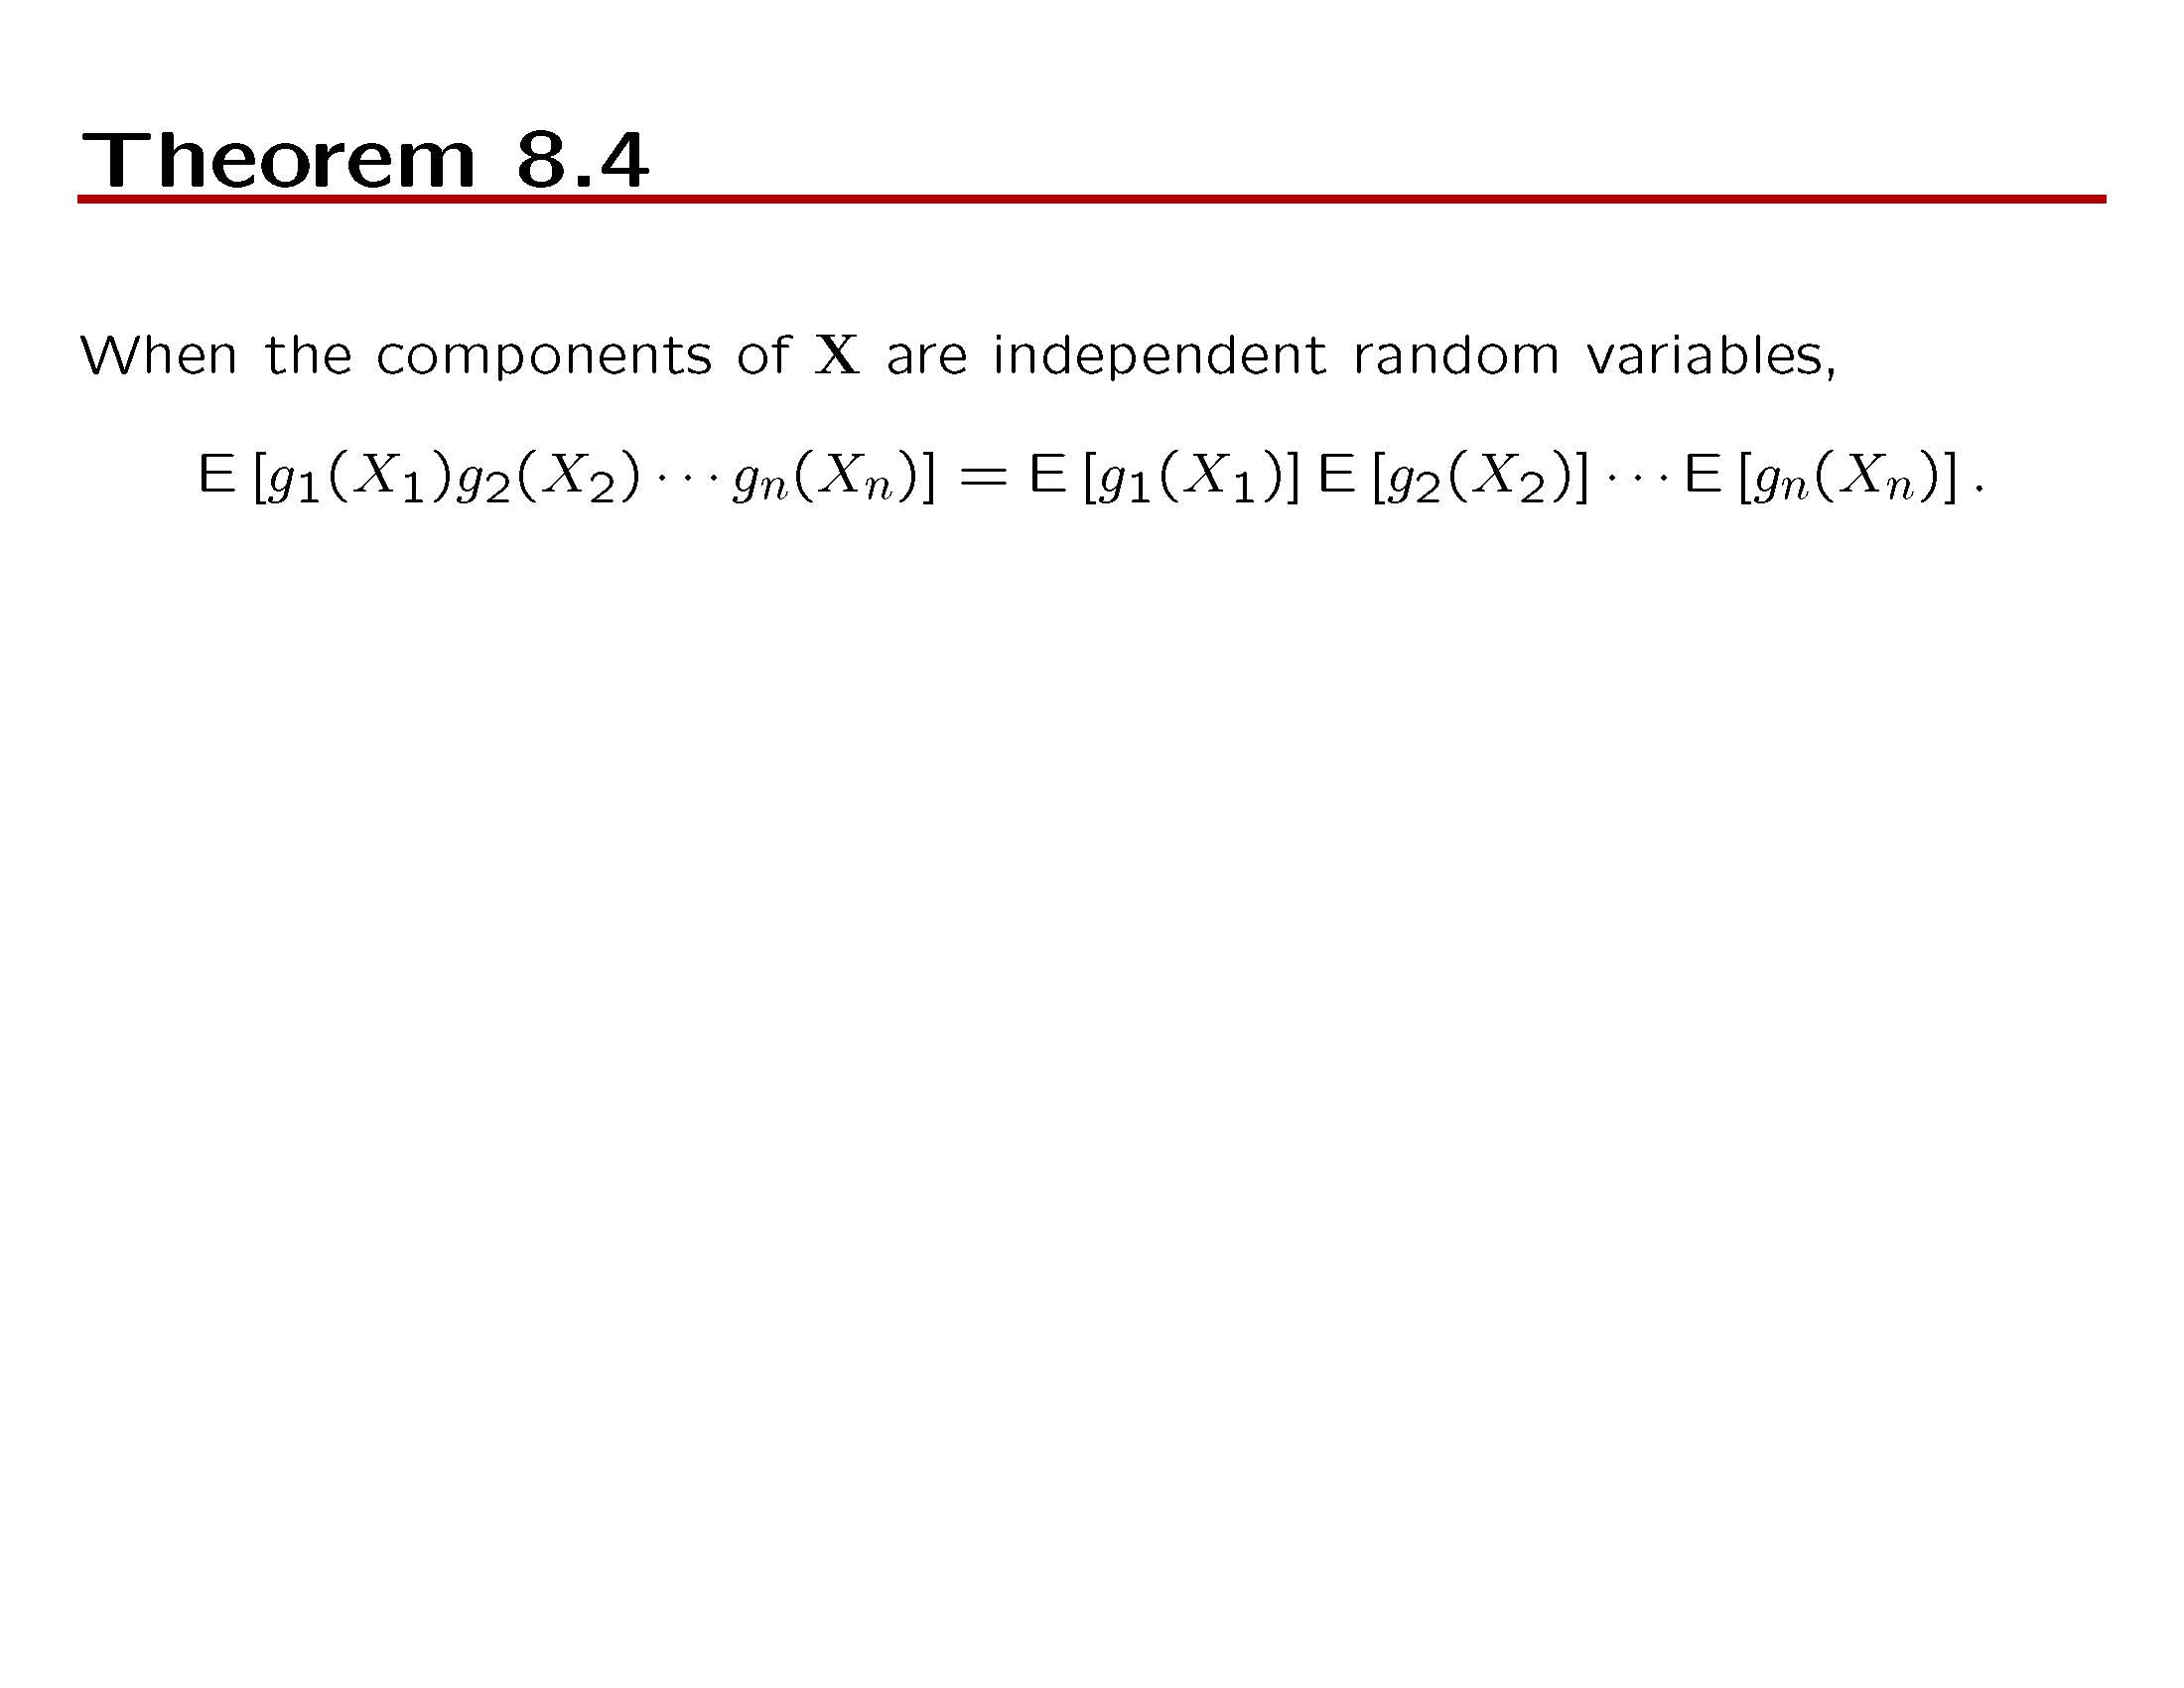 Theorem 8.4
When the components of X are independent random variables,
E [g₁(X₁)g₂(X₂) ⋯ gₙ(Xₙ)] = E [g₁(X₁)] E [g₂(X₂)] ⋯ E [gₙ(Xₙ)] .